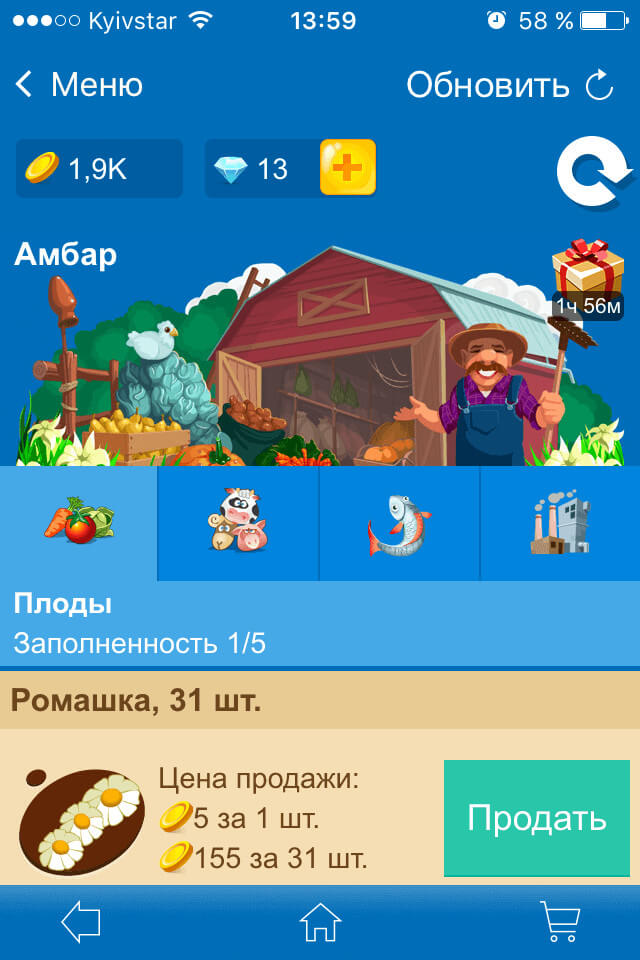 Kyivstar 13:59 58 %
Меню Обновить
1,9K 13
Амбар
1ч 56м
Плоды
Заполненность 1/5
Ромашка, 31 шт.
Цена продажи:
5 за 1 шт.
Продать
155 за 31 шт.